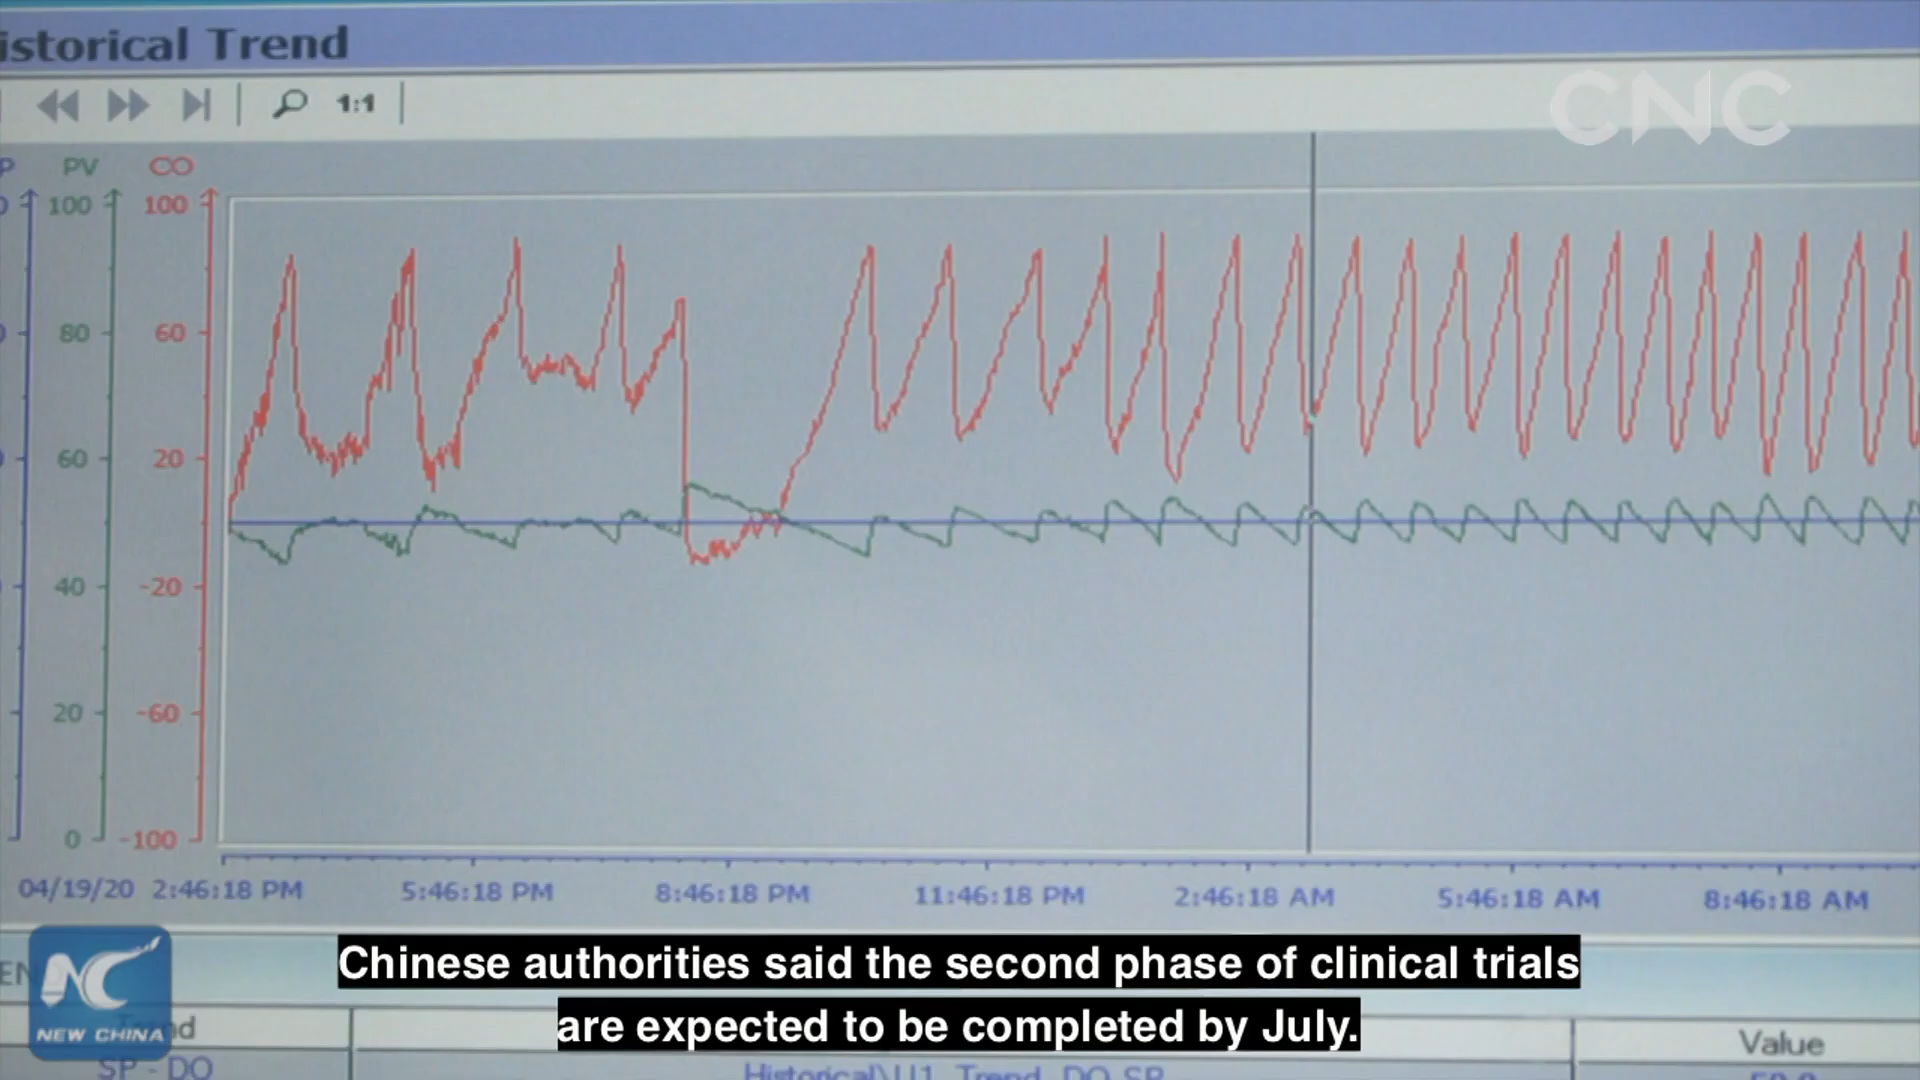 istorical Trend
CNC
1:1
P PV CO
100 100
80 60
60 20
40 -20
20 -60
0 -100
04/19/20 2:46:18 PM 5:46:18 PM 8:46:18 PM 11:46:18 PM 2:46:18 AM 5:46:18 AM 8:46:18 AM
Chinese authorities said the second phase of clinical trials
are expected to be completed by July.
NEW CHINA
Value
SP - DO
Historical\U1_Trend_DO_SP